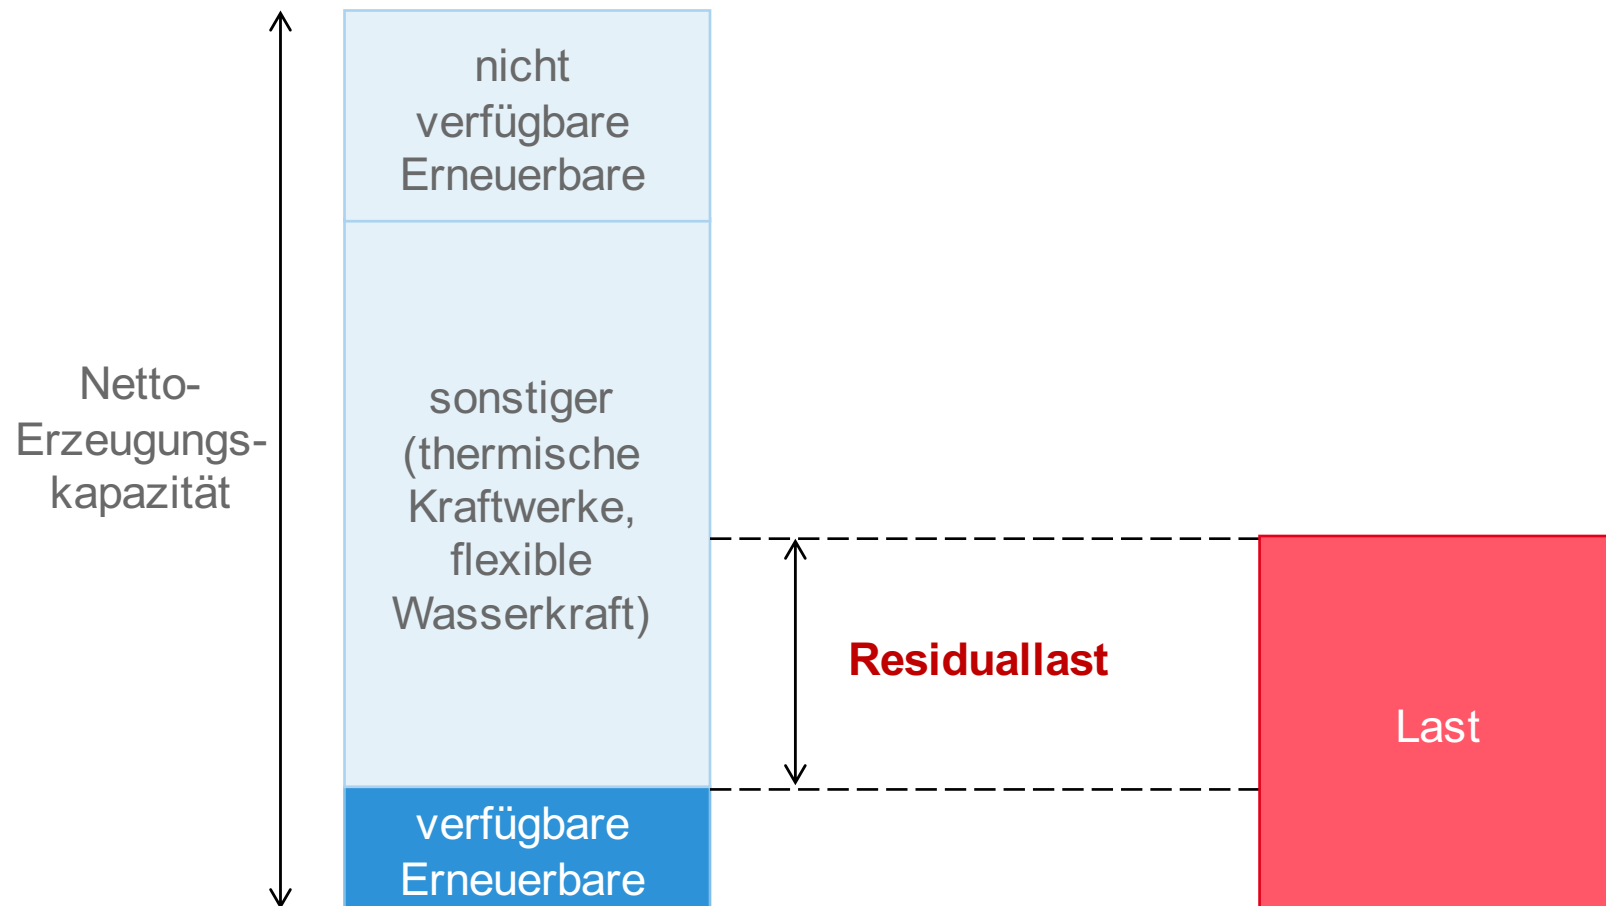 nicht
verfügbare
Erneuerbare
Netto-
Erzeugungs-
kapazität
sonstiger
(thermische
Kraftwerke,
flexible
Wasserkraft)
Residuallast
Last
verfügbare
Erneuerbare